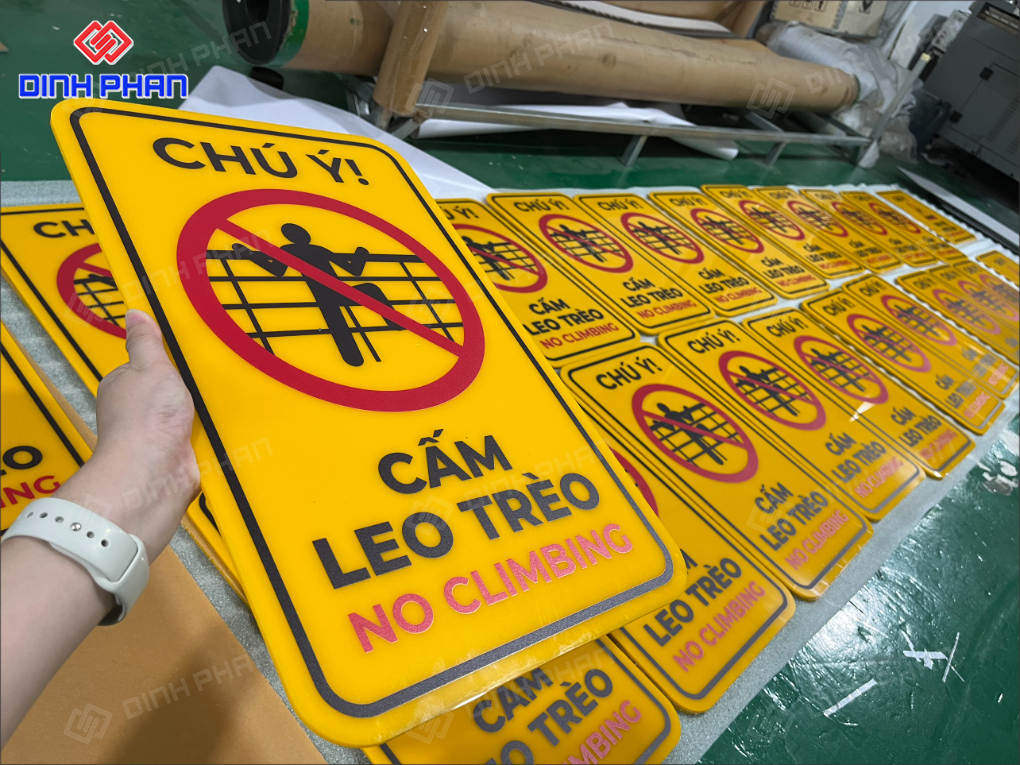 DINH PHAN
CHÚ Ý!
CẤM
LEO TRÈO
NO CLIMBING